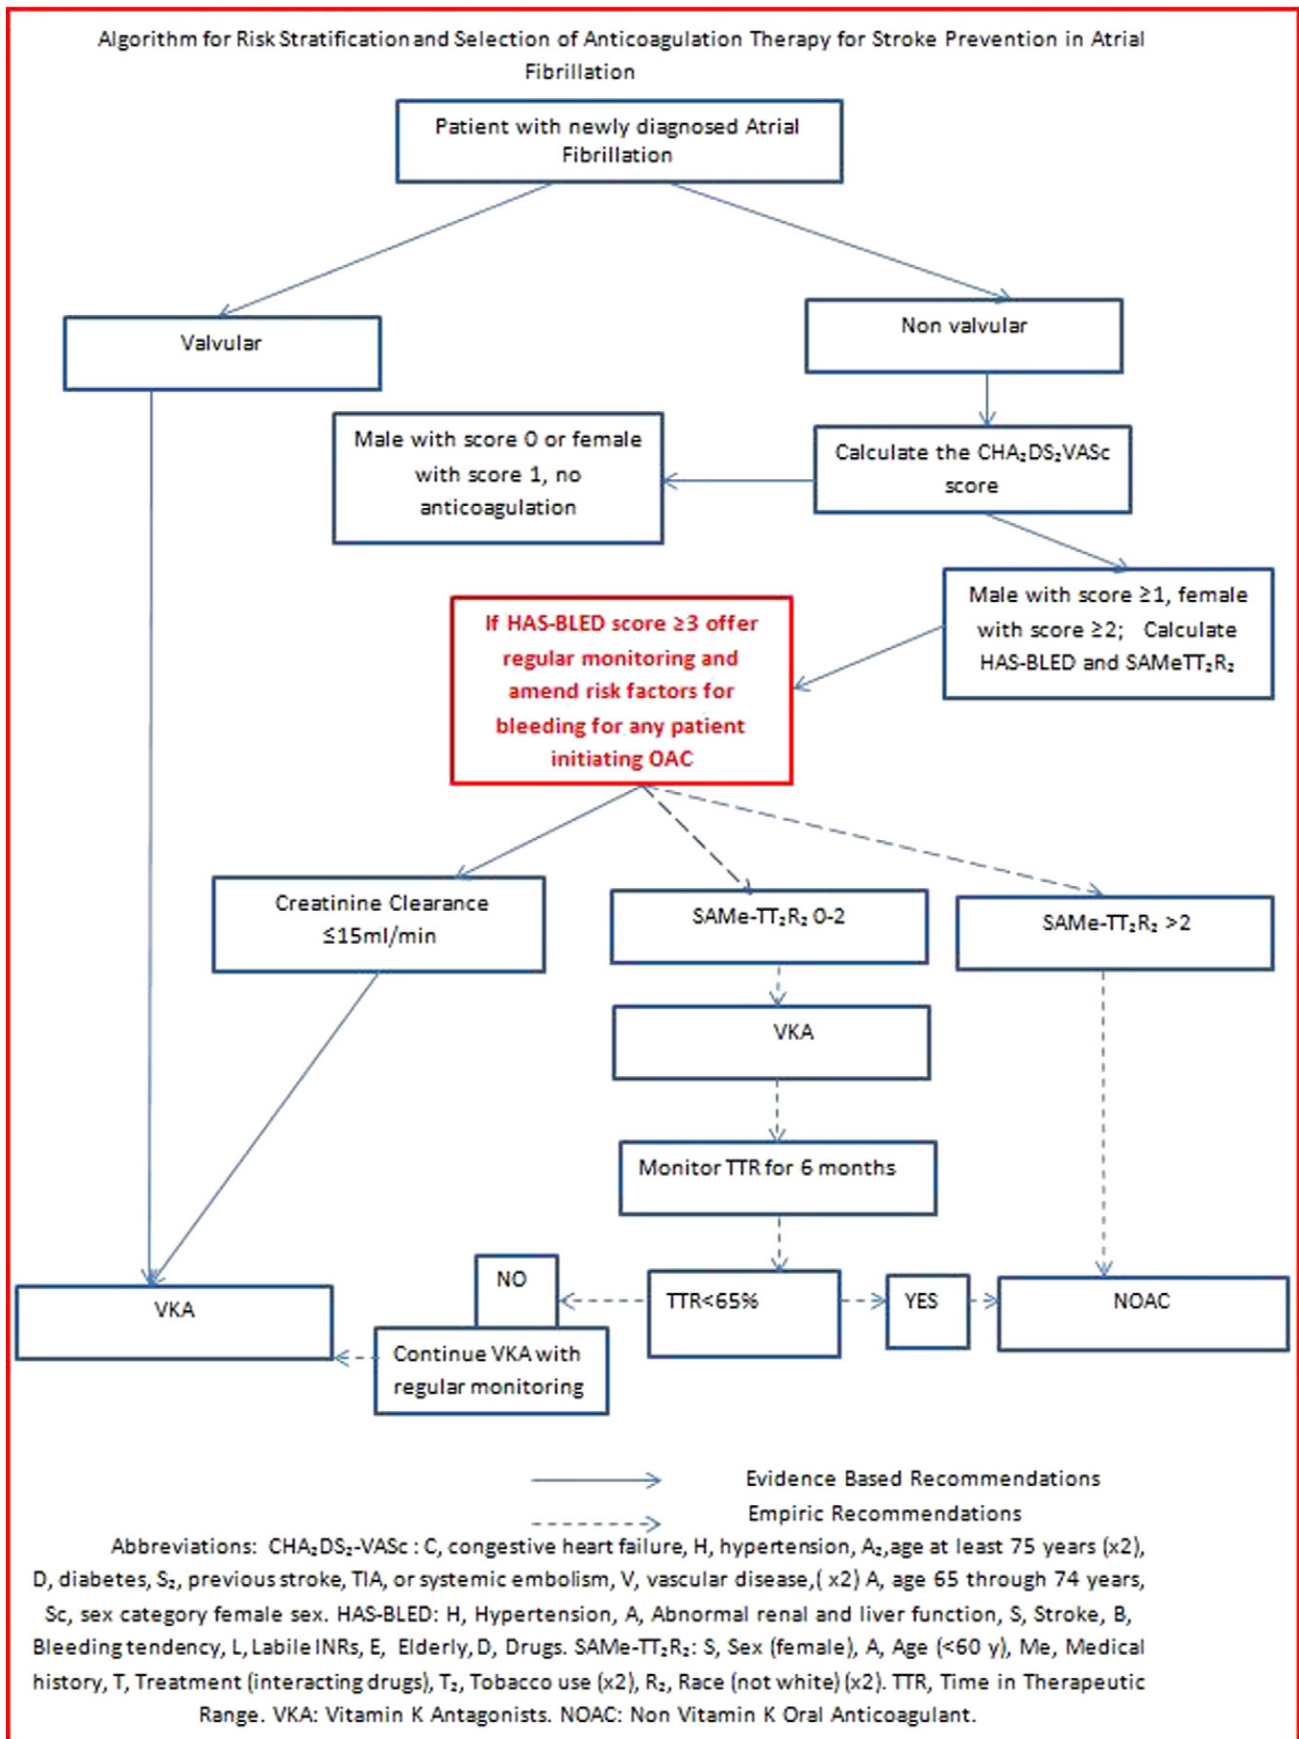 Algorithm for Risk Stratification and Selection of Anticoagulation Therapy for Stroke Prevention in Atrial
Fibrillation
Patient with newly diagnosed Atrial
Fibrillation
Valvular
Non valvular
Male with score 0 or female
with score 1, no
anticoagulation
Calculate the CHA₂DS₂VASc
score
Male with score ≥1, female
with score ≥2; Calculate
HAS-BLED and SAMeTT₂R₂
If HAS-BLED score ≥3 offer
regular monitoring and
amend risk factors for
bleeding for any patient
initiating OAC
Creatinine Clearance
≤15ml/min
SAMe-TT₂R₂ 0-2
SAMe-TT₂R₂ >2
VKA
Monitor TTR for 6 months
VKA
NO
TTR<65%
YES
NOAC
Continue VKA with
regular monitoring
Evidence Based Recommendations
Empiric Recommendations
Abbreviations: CHA₂DS₂-VASc : C, congestive heart failure, H, hypertension, A₂,age at least 75 years (x2),
D, diabetes, S₂, previous stroke, TIA, or systemic embolism, V, vascular disease,( x2) A, age 65 through 74 years,
Sc, sex category female sex. HAS-BLED: H, Hypertension, A, Abnormal renal and liver function, S, Stroke, B,
Bleeding tendency, L, Labile INRs, E, Elderly, D, Drugs. SAMe-TT₂R₂: S, Sex (female), A, Age (<60 y), Me, Medical
history, T, Treatment (interacting drugs), T₂, Tobacco use (x2), R₂, Race (not white) (x2). TTR, Time in Therapeutic
Range. VKA: Vitamin K Antagonists. NOAC: Non Vitamin K Oral Anticoagulant.